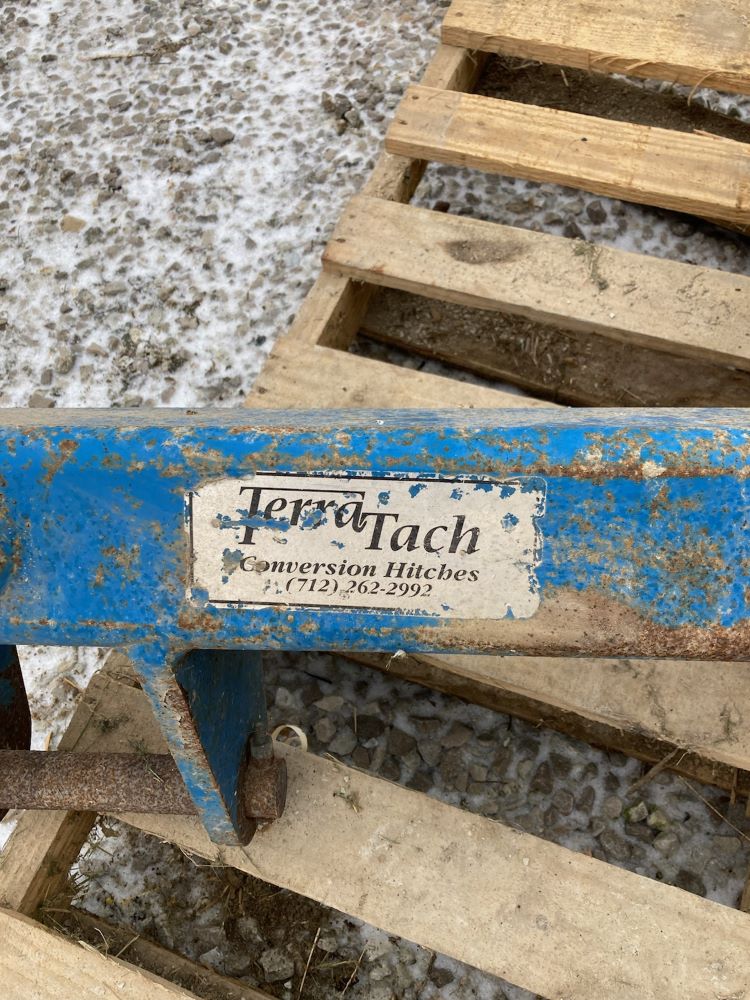 Terra
Tach
Conversion Hitches
(712) 262-2992